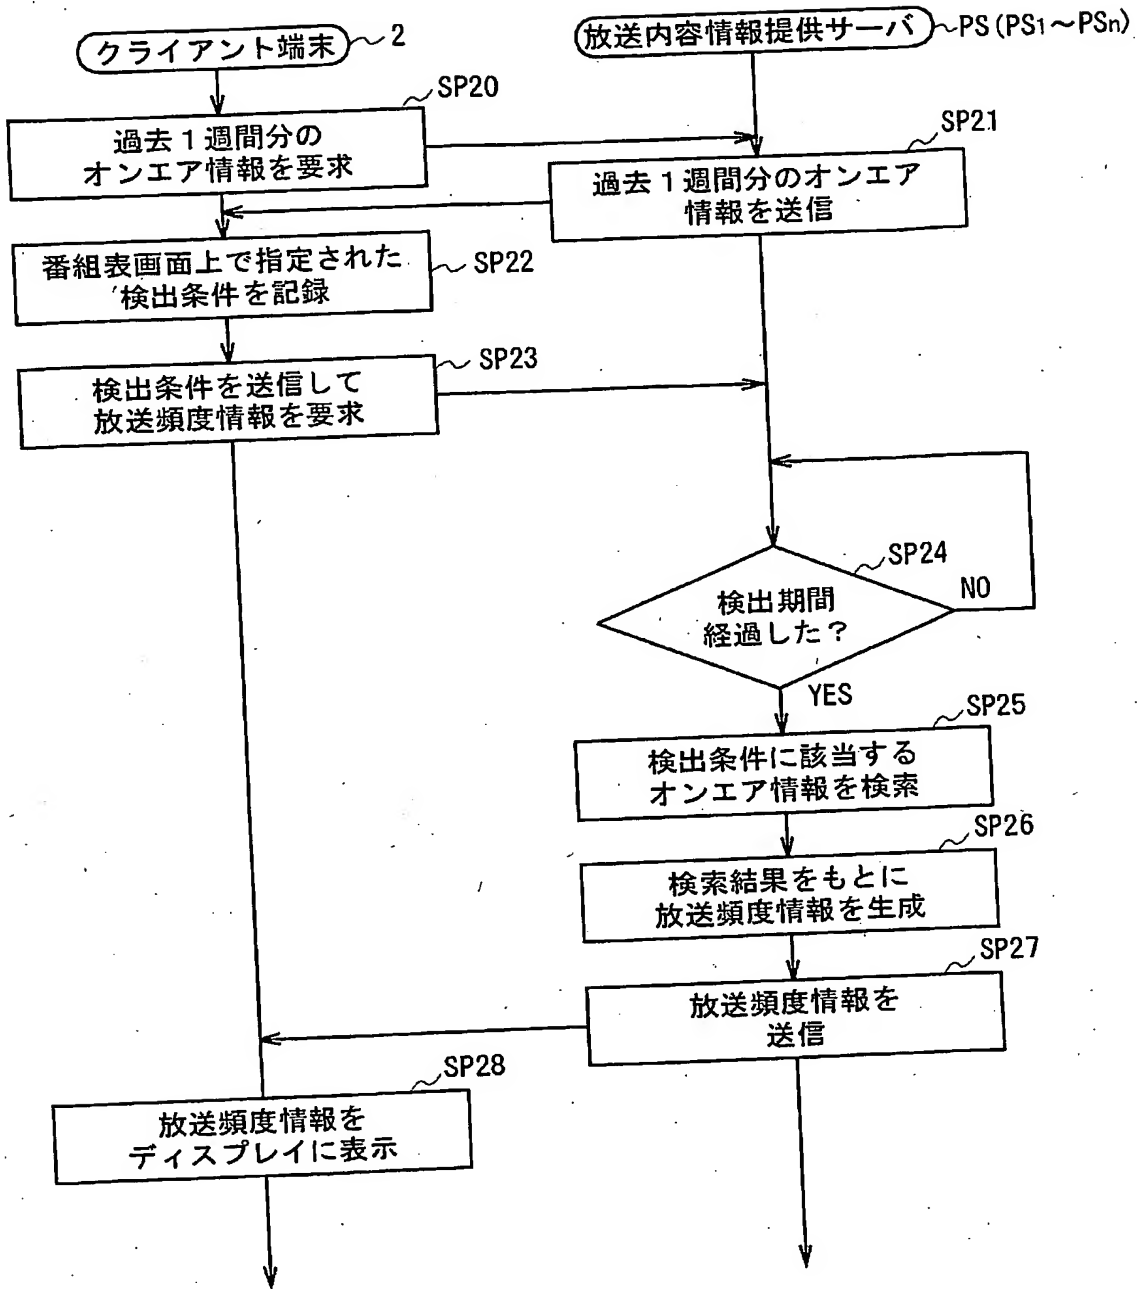 クライアント端末
2
放送内容情報提供サーバ
PS(PS1～PSn)
SP20
過去1週間分の
オンエア情報を要求
SP21
過去1週間分のオンエア
情報を送信
SP22
番組表画面上で指定された
検出条件を記録
SP23
検出条件を送信して
放送頻度情報を要求
SP24
検出期間
経過した?
NO
YES
SP25
検出条件に該当する
オンエア情報を検索
SP26
検索結果をもとに
放送頻度情報を生成
SP27
放送頻度情報を
送信
SP28
放送頻度情報を
ディスプレイに表示